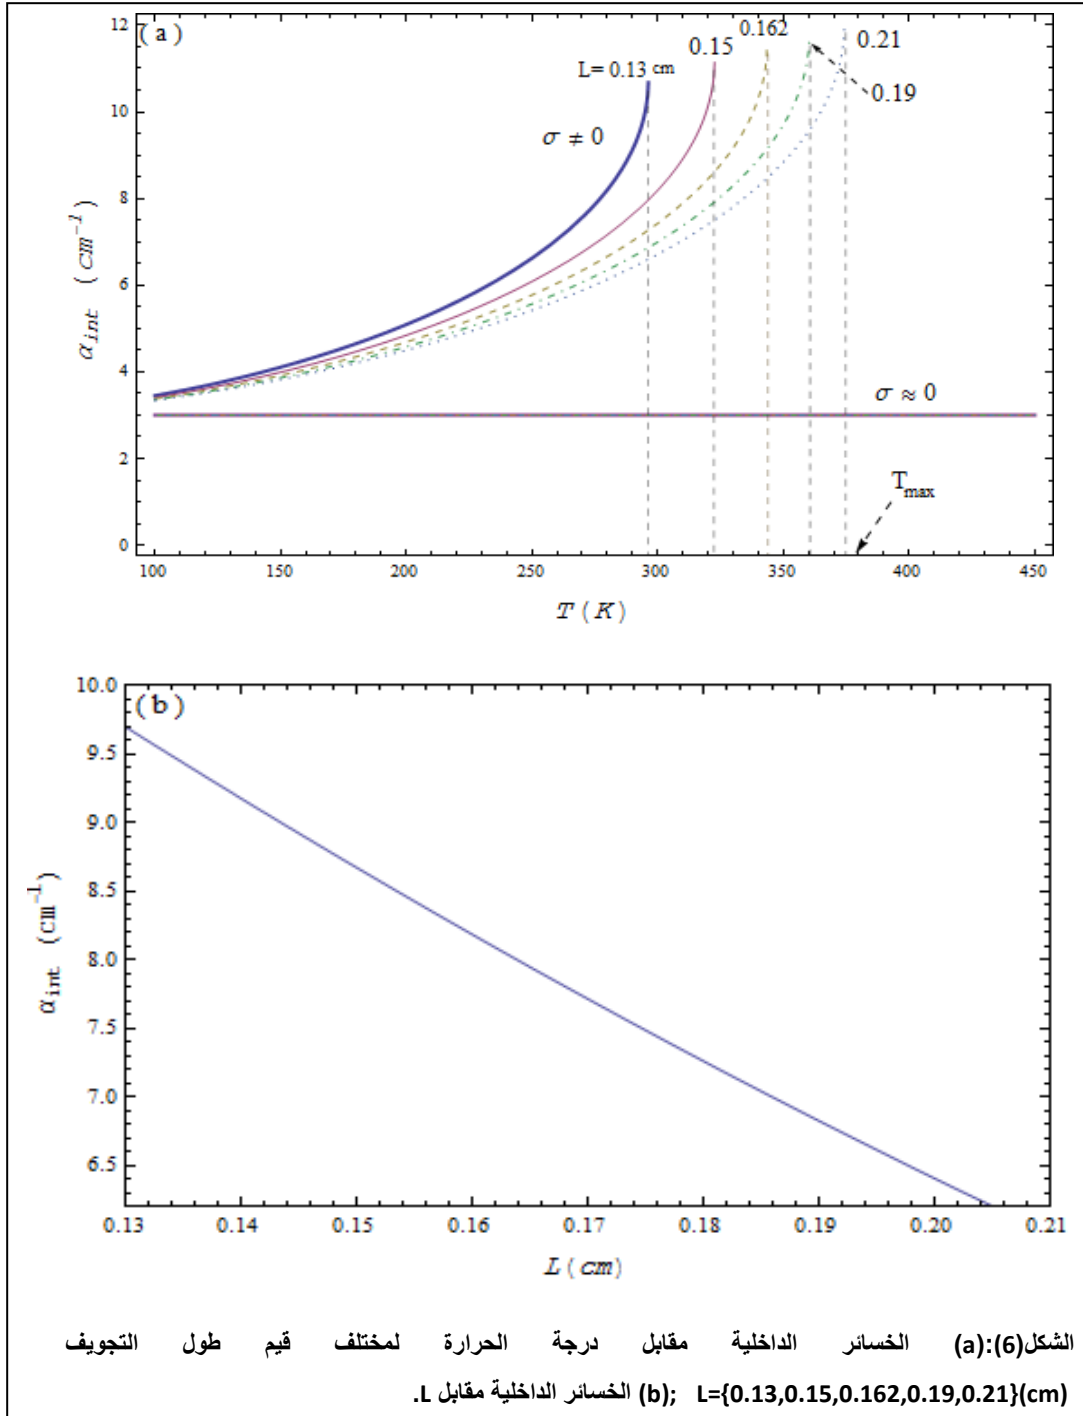 (a)
12
10
8
6
4
2
0
α_int (cm⁻¹)
L= 0.13 cm
0.15
0.162
0.21
0.19
σ ≠ 0
σ ≈ 0
T_max
100 150 200 250 300 350 400 450
T (K)
(b)
10.0
9.5
9.0
8.5
8.0
7.5
7.0
6.5
α_int (cm⁻¹)
0.13 0.14 0.15 0.16 0.17 0.18 0.19 0.20 0.21
L (cm)
الشكل(6):(a) الخسائر الداخلية مقابل درجة الحرارة لمختلف قيم طول التجويف
L={0.13,0.15,0.162,0.19,0.21}(cm) ;(b) الخسائر الداخلية مقابل L.